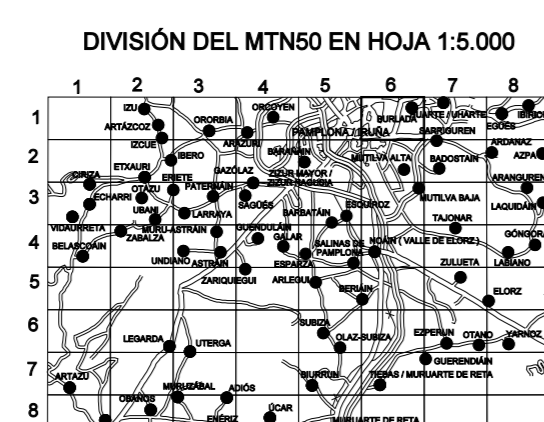 DIVISIÓN DEL MTN50 EN HOJA 1:5.000
1 2 3 4 5 6 7 8
1
IZU
ORCOYEN
BURLADA
UARTE / UHARTE
IBIRICU
EGÜES
ARTÁZCOZ
ORORBIA
PAMPLONA / IRUÑA
SARRIGUREN
IZCUE
ARAZURI
ARDANAZ
2
IBERO
BARAÑAIN
MUTILVA ALTA
BADOSTAIN
AZPA
ETXAURI
GAZÓLAZ
ZIZUR MAYOR /
ZIZUR NAGUSIA
CIRIZA
ERIETE
ARANGUREN
3
ECHARRI
OTAZU
PATERNAIN
ESQUIROZ
MUTILVA BAJA
UBANI
LARRAYA
SAGÜÉS
BARBATÁIN
LAQUIDÁIN
VIDAURRETA
TAJONAR
4
ZABALZA
MURU-ASTRAIN
GUENDULÁIN
GALAR
SALINAS DE
PAMPLONA
NOÁIN ( VALLE DE ELORZ )
GÓNGORA
BELASCOÁIN
UNDIANO
ASTRAIN
ESPARZA
ZULUETA
LABIANO
5
ZARIQUIEGUI
ARLEGUI
BERIÁIN
ELORZ
6
SUBIZA
LEGARDA
UTERGA
OLAZ-SUBIZA
EZPERUN
OTANO
YARNOZ
7
GUERENDIÁIN
ARTAZU
BIURRUN
TIEBAS / MURUARTE DE RETA
MURUZÁBAL
ADIÓS
8
OBANOS
ENÉRIZ
ÚCAR
MURUARTE DE RETA